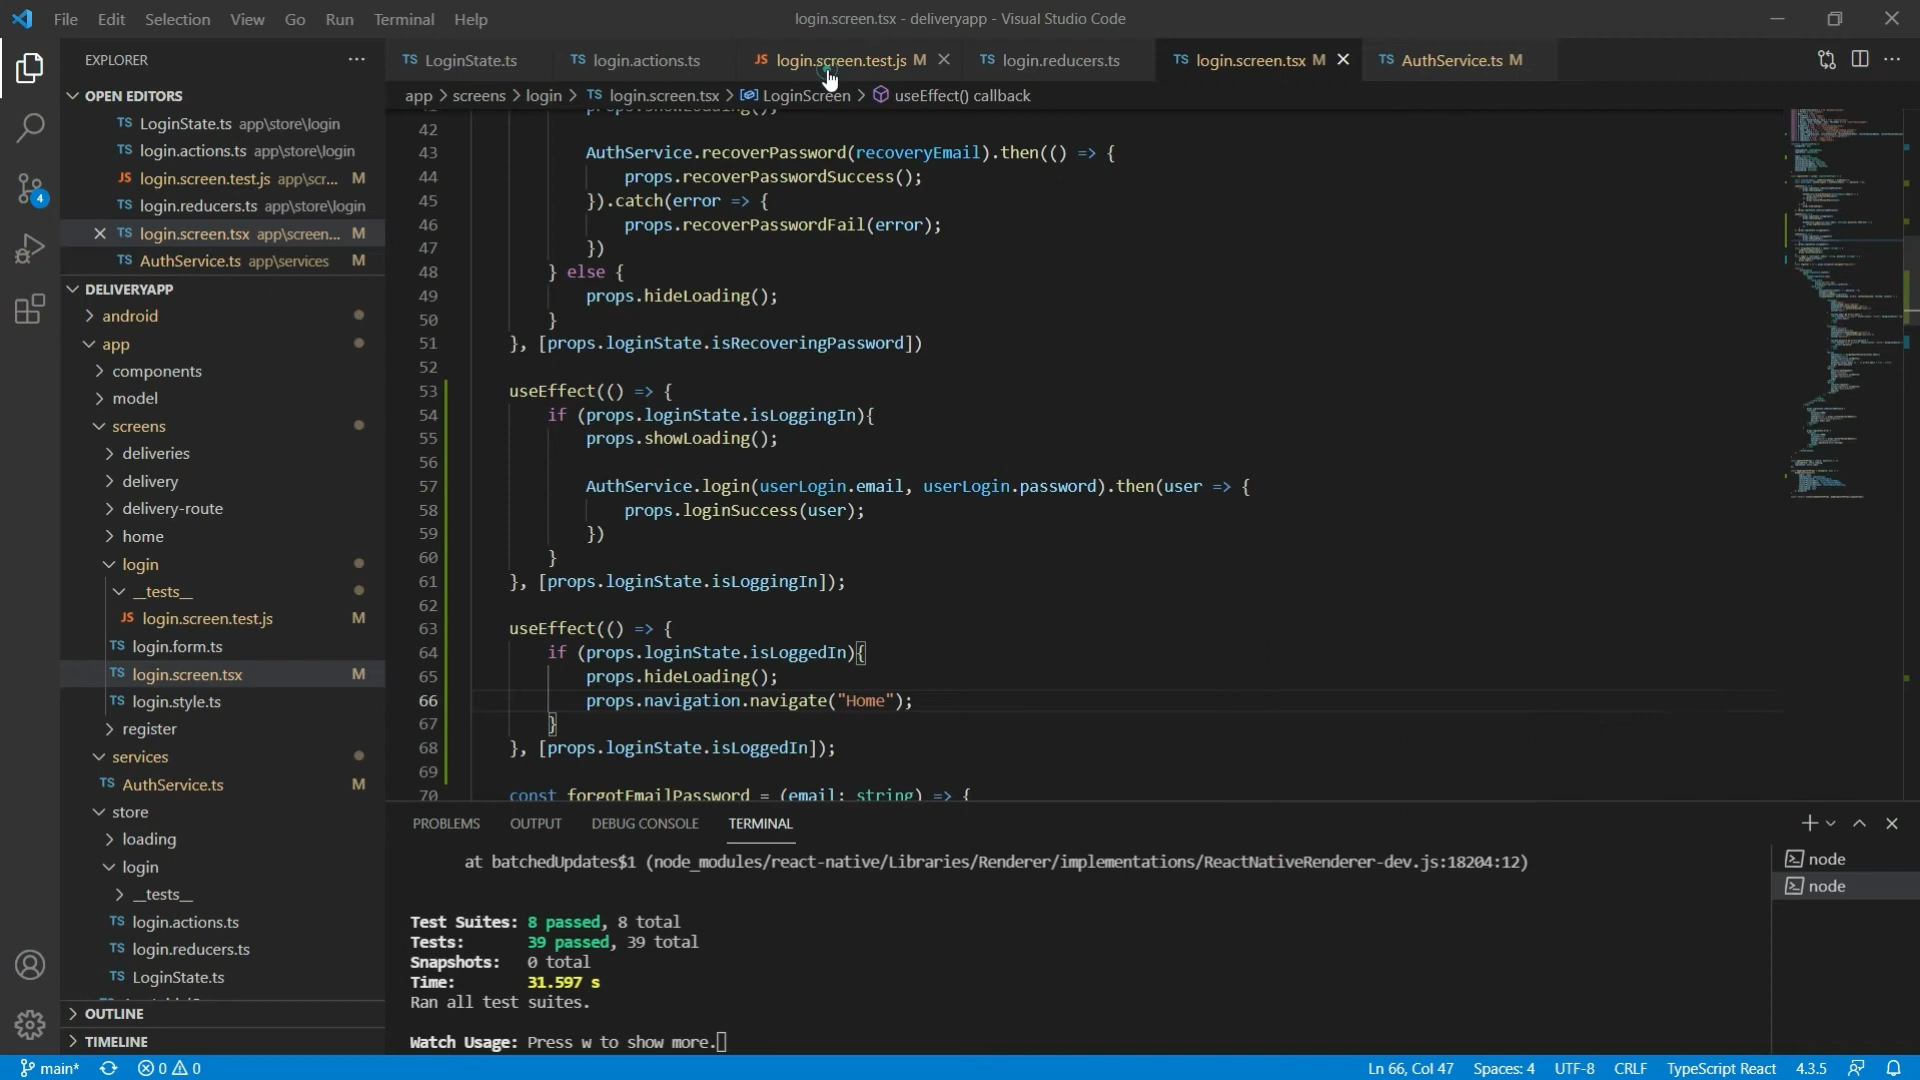 File Edit Selection View Go Run Terminal Help
login.screen.tsx - deliveryapp - Visual Studio Code
EXPLORER
TS LoginState.ts
TS login.actions.ts
JS login.screen.test.js M
TS login.reducers.ts
TS login.screen.tsx M
TS AuthService.ts M
app > screens > login > TS login.screen.tsx > LoginScreen > useEffect() callback
OPEN EDITORS
TS LoginState.ts app\store\login
TS login.actions.ts app\store\login
JS login.screen.test.js app\scr... M
TS login.reducers.ts app\store\login
TS login.screen.tsx app\screen... M
TS AuthService.ts app\services M
4
DELIVERYAPP
android
app
components
model
screens
deliveries
delivery
delivery-route
home
login
__tests__
JS login.screen.test.js M
TS login.form.ts
TS login.screen.tsx M
TS login.style.ts
register
services
TS AuthService.ts M
store
loading
login
__tests__
TS login.actions.ts
TS login.reducers.ts
TS LoginState.ts
OUTLINE
TIMELINE
props.showLoading();
42
43 AuthService.recoverPassword(recoveryEmail).then(() => {
44 props.recoverPasswordSuccess();
45 }).catch(error => {
46 props.recoverPasswordFail(error);
47 })
48 } else {
49 props.hideLoading();
50 }
51 }, [props.loginState.isRecoveringPassword])
52
53 useEffect(() => {
54 if (props.loginState.isLoggingIn){
55 props.showLoading();
56
57 AuthService.login(userLogin.email, userLogin.password).then(user => {
58 props.loginSuccess(user);
59 })
60 }
61 }, [props.loginState.isLoggingIn]);
62
63 useEffect(() => {
64 if (props.loginState.isLoggedIn){
65 props.hideLoading();
66 props.navigation.navigate("Home");
67 }
68 }, [props.loginState.isLoggedIn]);
69
70 const forgotEmailPassword = (email: string) => {
PROBLEMS OUTPUT DEBUG CONSOLE TERMINAL
at batchedUpdates$1 (node_modules/react-native/Libraries/Renderer/implementations/ReactNativeRenderer-dev.js:18204:12)
Test Suites: 8 passed, 8 total
Tests: 39 passed, 39 total
Snapshots: 0 total
Time: 31.597 s
Ran all test suites.
Watch Usage: Press w to show more.
node
node
main* 0 0
Ln 66, Col 47 Spaces: 4 UTF-8 CRLF TypeScript React 4.3.5